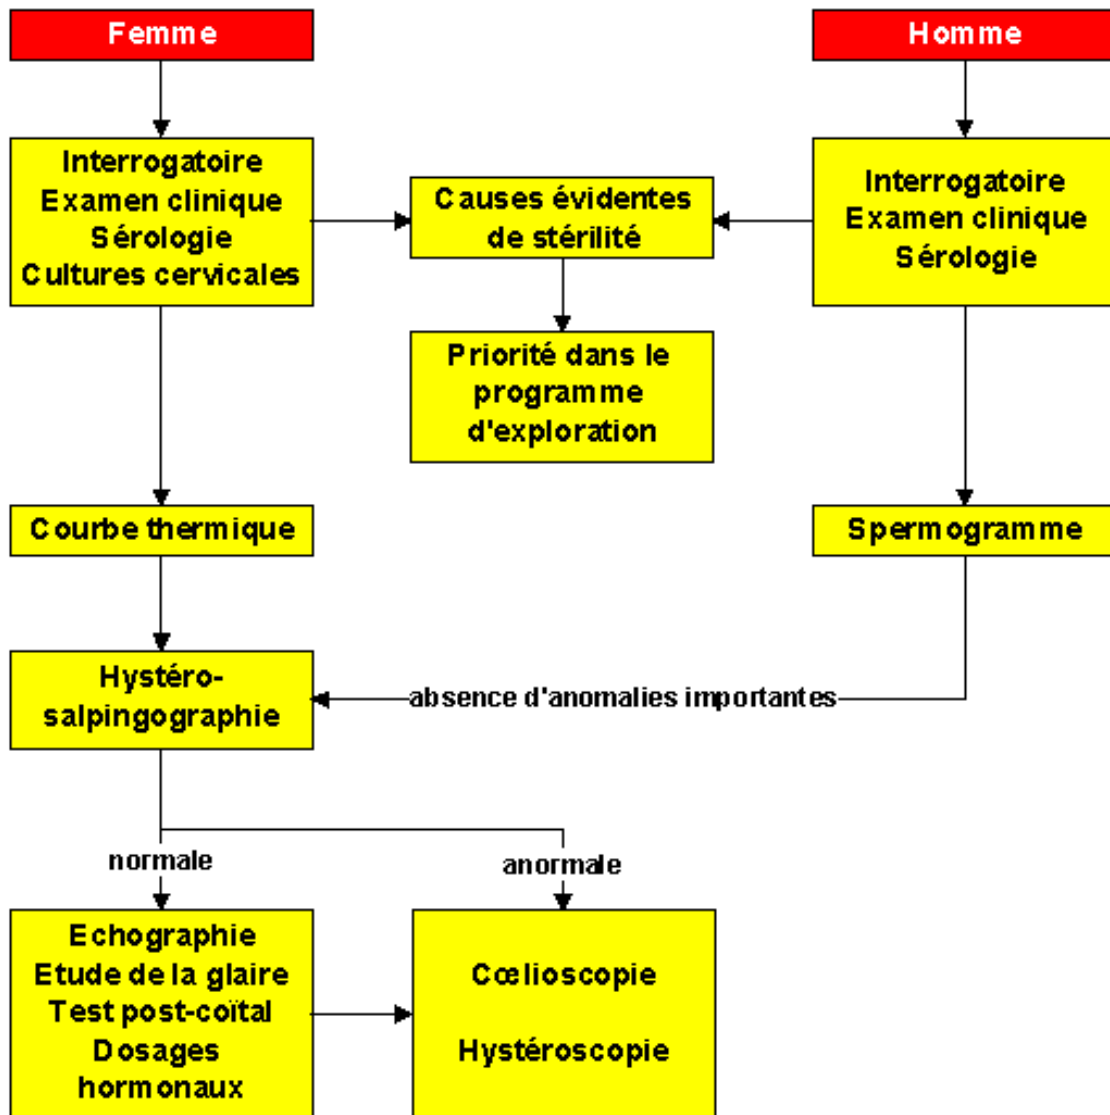 Femme
Homme
Interrogatoire
Examen clinique
Sérologie
Cultures cervicales
Causes évidentes
de stérilité
Interrogatoire
Examen clinique
Sérologie
Priorité dans le
programme
d'exploration
Courbe thermique
Spermogramme
Hystéro-
salpingographie
absence d'anomalies importantes
normale
anormale
Echographie
Etude de la glaire
Test post-coïtal
Dosages
hormonaux
Cœlioscopie
Hystéroscopie